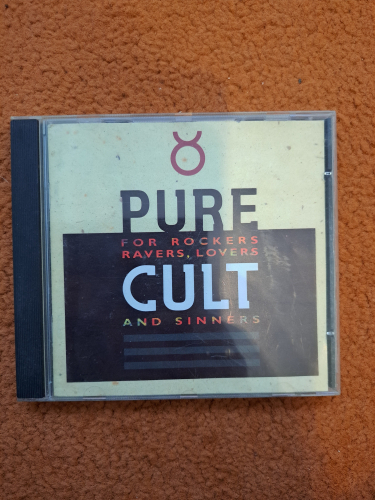 PURE
FOR ROCKERS
RAVERS, LOVERS
CULT
AND SINNERS